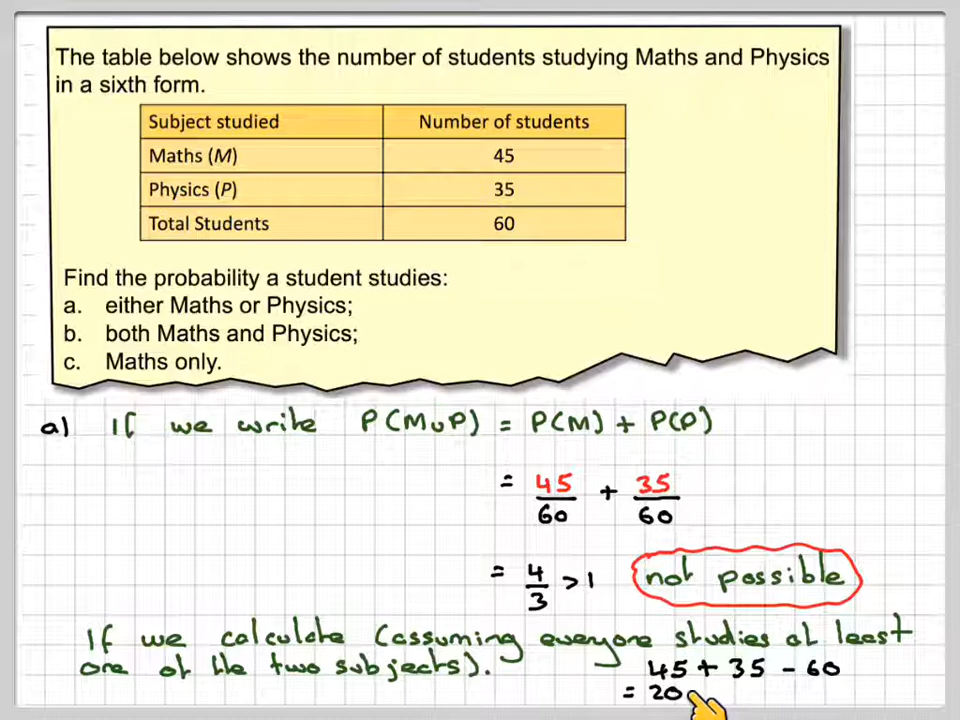 The table below shows the number of students studying Maths and Physics
in a sixth form.
Subject studied Number of students
Maths (M) 45
Physics (P) 35
Total Students 60
Find the probability a student studies:
a. either Maths or Physics;
b. both Maths and Physics;
c. Maths only.
a) If we write P(M∪P) = P(M) + P(P)
= 45/60 + 35/60
= 4/3 > 1 not possible
If we calculate (assuming everyone studies at least
one of the two subjects). 45 + 35 - 60
= 20